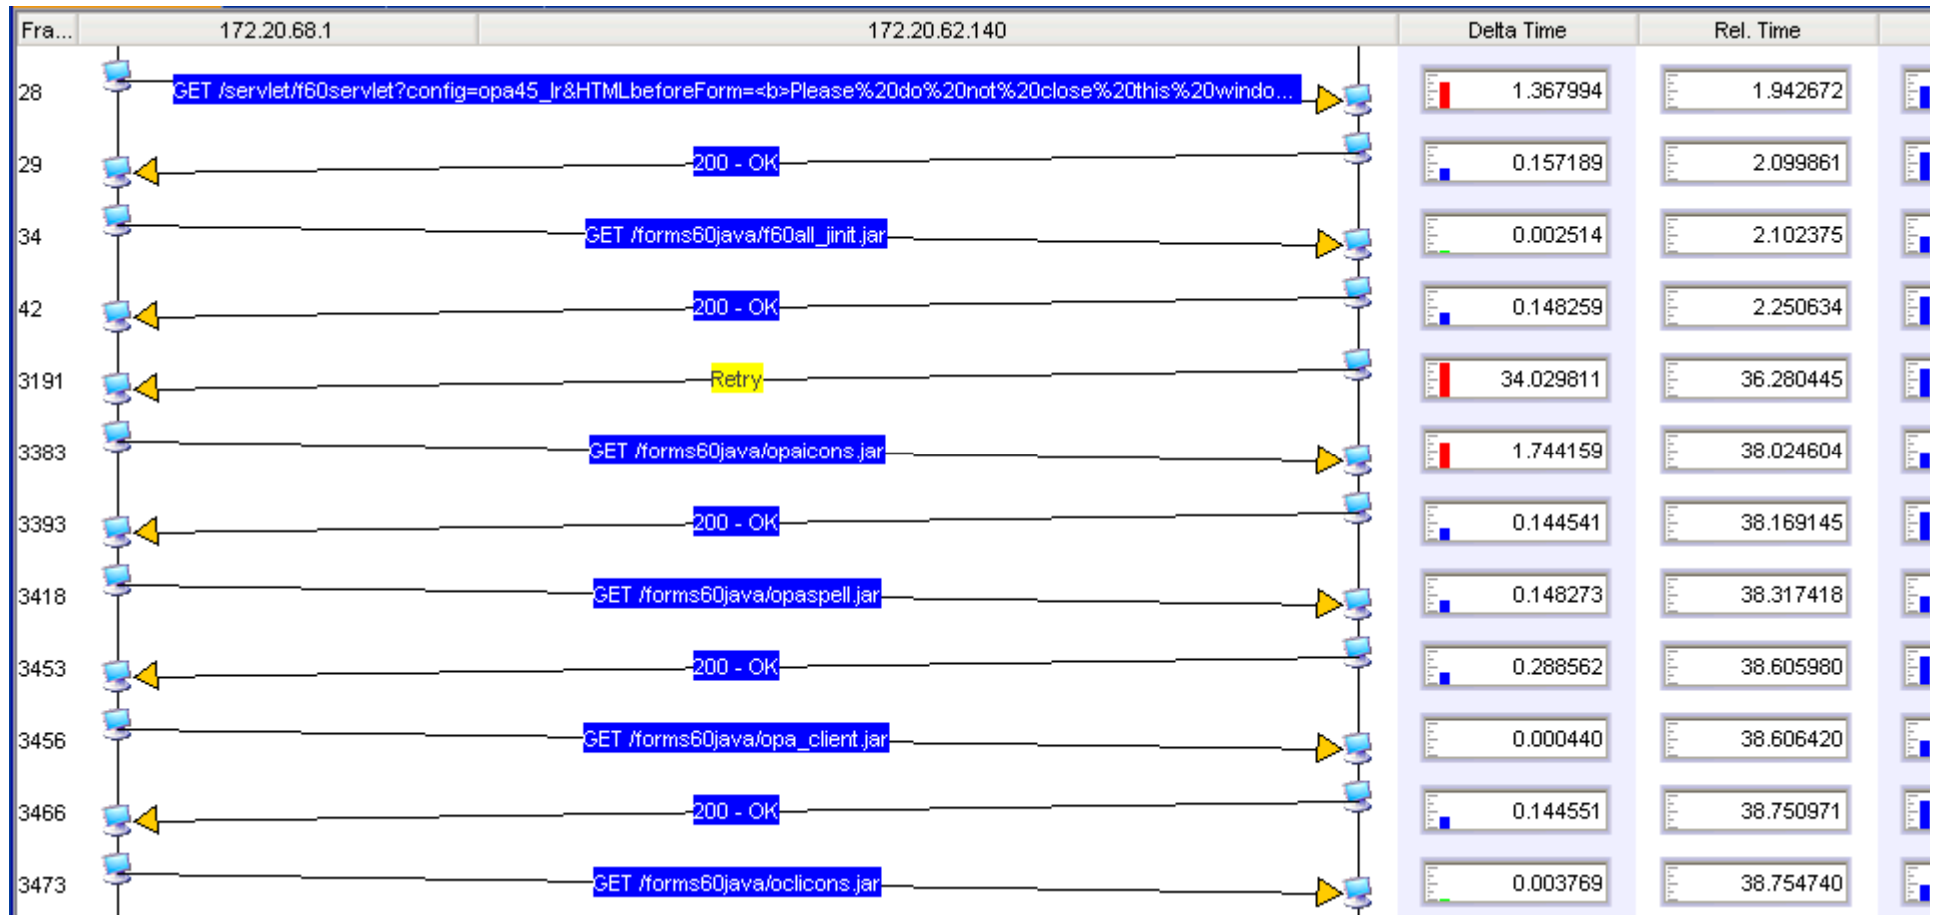 Fra... 172.20.68.1 172.20.62.140 Delta Time Rel. Time
28 GET /servlet/f60servlet?config=opa45_lr&HTMLbeforeForm=<b>Please%20do%20not%20close%20this%20windo... 1.367994 1.942672
29 200 - OK 0.157189 2.099861
34 GET /forms60java/f60all_jinit.jar 0.002514 2.102375
42 200 - OK 0.148259 2.250634
3191 Retry 34.029811 36.280445
3383 GET /forms60java/opaicons.jar 1.744159 38.024604
3393 200 - OK 0.144541 38.169145
3418 GET /forms60java/opaspell.jar 0.148273 38.317418
3453 200 - OK 0.288562 38.605980
3456 GET /forms60java/opa_client.jar 0.000440 38.606420
3466 200 - OK 0.144551 38.750971
3473 GET /forms60java/oclicons.jar 0.003769 38.754740